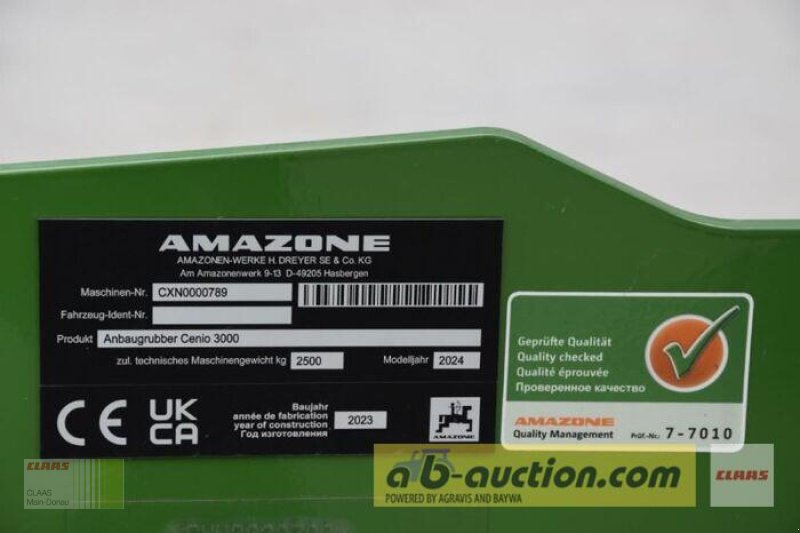 AMAZONE
AMAZONEN-WERKE H. DREYER SE & Co. KG
Am Amazonenwerk 9-13 D-49205 Hasbergen
Maschinen-Nr. CXN0000789
Fahrzeug-Ident-Nr.
Produkt Anbaugrubber Cenio 3000
zul. technisches Maschinengewicht kg 2500 Modelljahr 2024
CE UK CA
Baujahr
année de fabrication
year of construction
Год изготовления
2023
AMAZONE
Geprüfte Qualität
Quality checked
Qualité éprouvée
Проверенное качество
AMAZONE
Quality Management Prüf.-Nr.: 7-7010
CLAAS
CLAAS
Main-Donau
ab-auction.com
POWERED BY AGRAVIS AND BAYWA
CLAAS